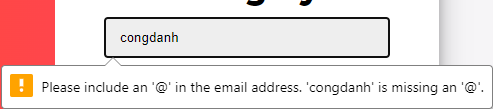 congdanh
Please include an '@' in the email address. 'congdanh' is missing an '@'.